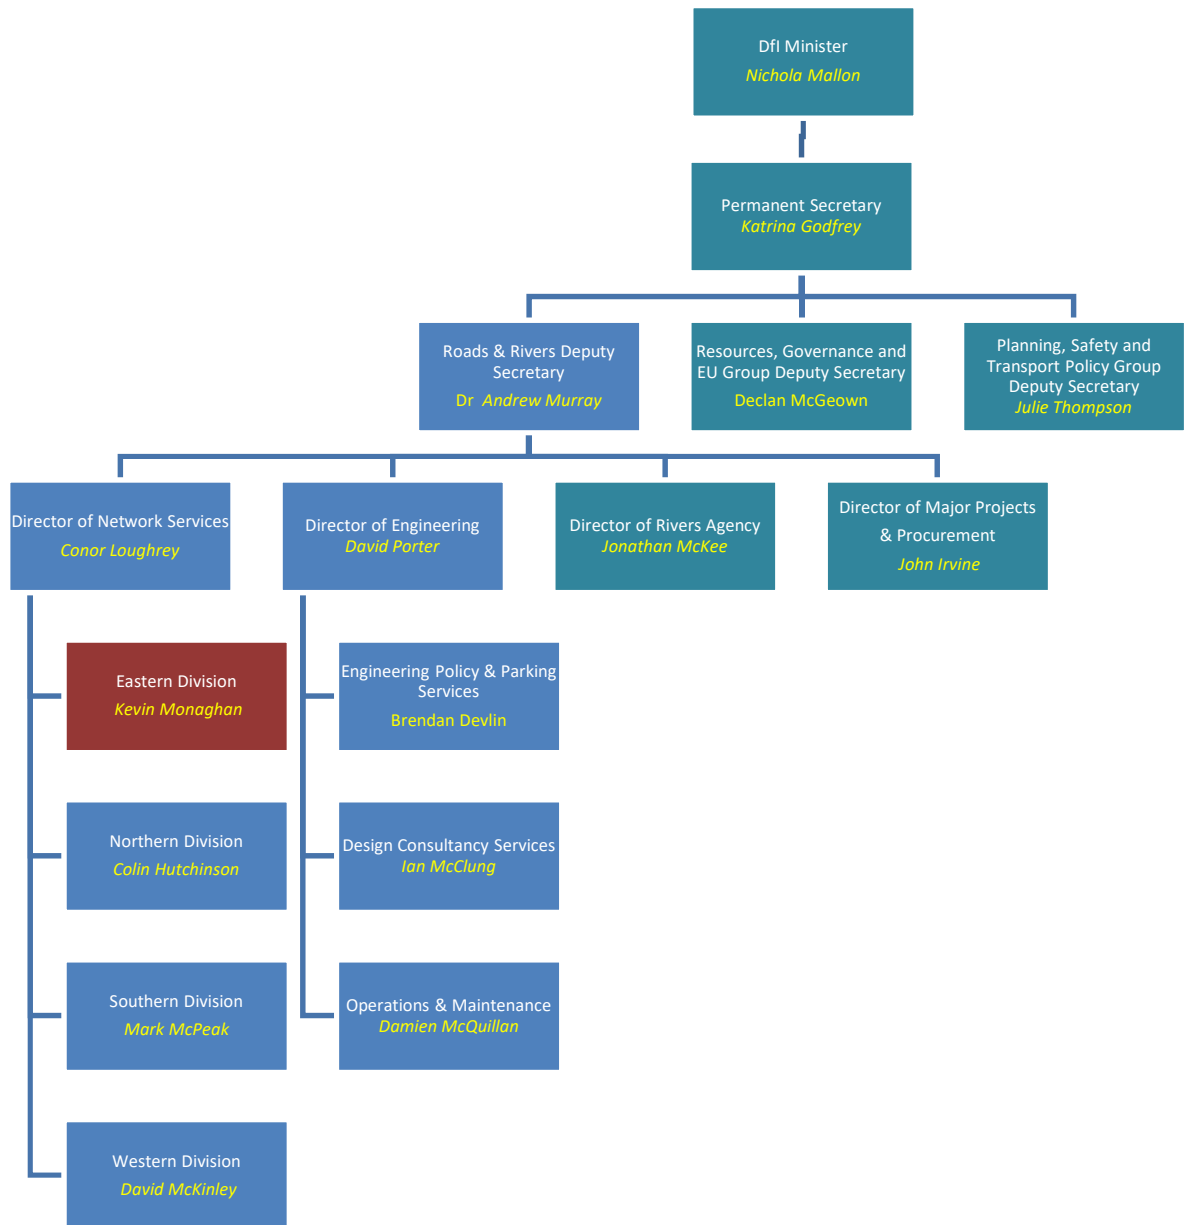 DfI Minister
Nichola Mallon
Permanent Secretary
Katrina Godfrey
Roads & Rivers Deputy
Secretary
Dr Andrew Murray
Resources, Governance and
EU Group Deputy Secretary
Declan McGeown
Planning, Safety and
Transport Policy Group
Deputy Secretary
Julie Thompson
Director of Network Services
Conor Loughrey
Director of Engineering
David Porter
Director of Rivers Agency
Jonathan McKee
Director of Major Projects
& Procurement
John Irvine
Eastern Division
Kevin Monaghan
Engineering Policy & Parking
Services
Brendan Devlin
Northern Division
Colin Hutchinson
Design Consultancy Services
Ian McClung
Southern Division
Mark McPeak
Operations & Maintenance
Damien McQuillan
Western Division
David McKinley